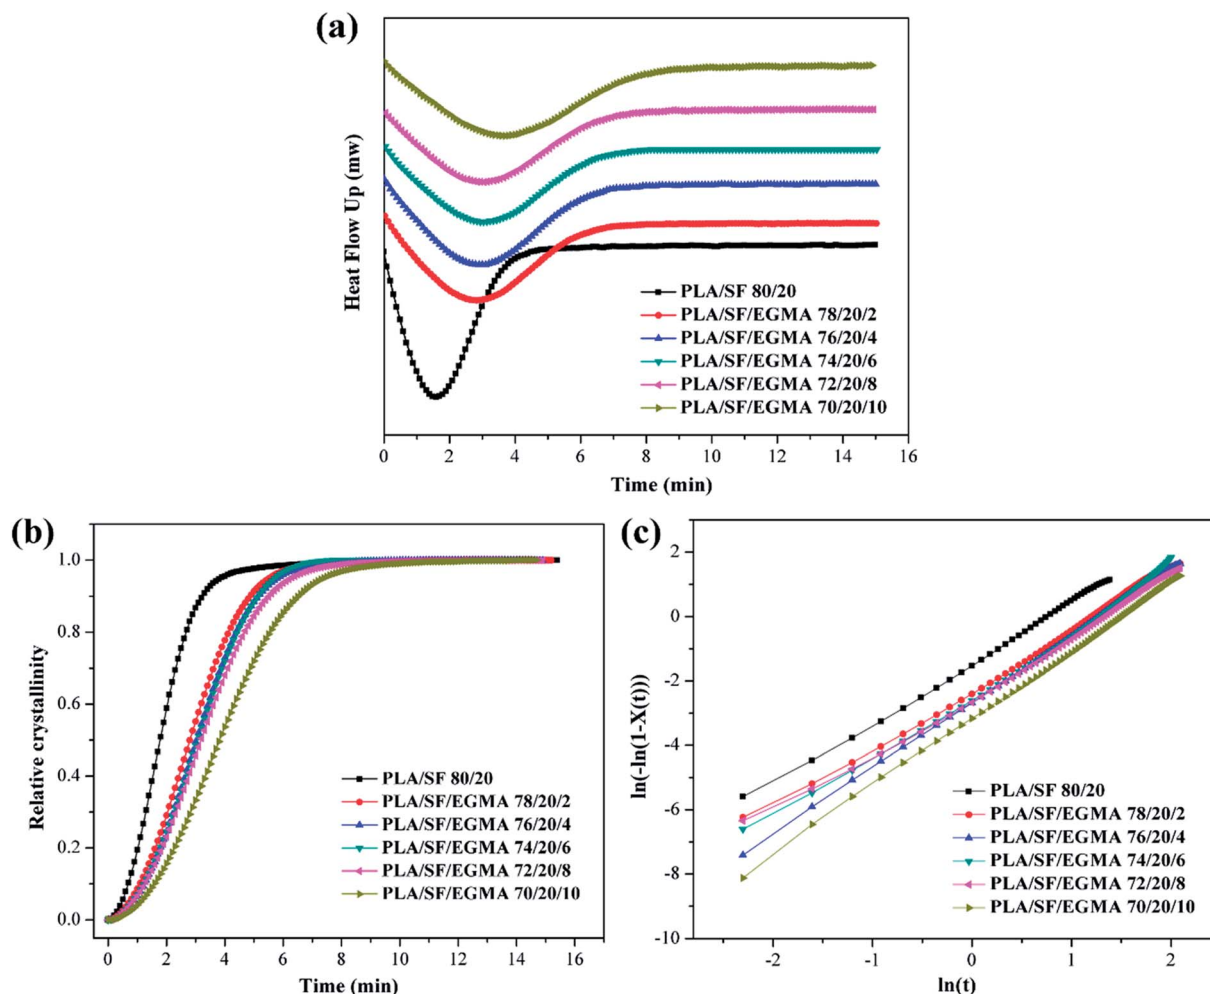 (a)
Heat Flow Up (mw)
PLA/SF 80/20
PLA/SF/EGMA 78/20/2
PLA/SF/EGMA 76/20/4
PLA/SF/EGMA 74/20/6
PLA/SF/EGMA 72/20/8
PLA/SF/EGMA 70/20/10
0 2 4 6 8 10 12 14 16
Time (min)
(b)
Relative crystallinity
1.0
0.8
0.6
0.4
0.2
0.0
PLA/SF 80/20
PLA/SF/EGMA 78/20/2
PLA/SF/EGMA 76/20/4
PLA/SF/EGMA 74/20/6
PLA/SF/EGMA 72/20/8
PLA/SF/EGMA 70/20/10
0 2 4 6 8 10 12 14 16
Time (min)
(c)
ln(-ln(1-X(t)))
2
0
-2
-4
-6
-8
-10
PLA/SF 80/20
PLA/SF/EGMA 78/20/2
PLA/SF/EGMA 76/20/4
PLA/SF/EGMA 74/20/6
PLA/SF/EGMA 72/20/8
PLA/SF/EGMA 70/20/10
-2 -1 0 1 2
ln(t)